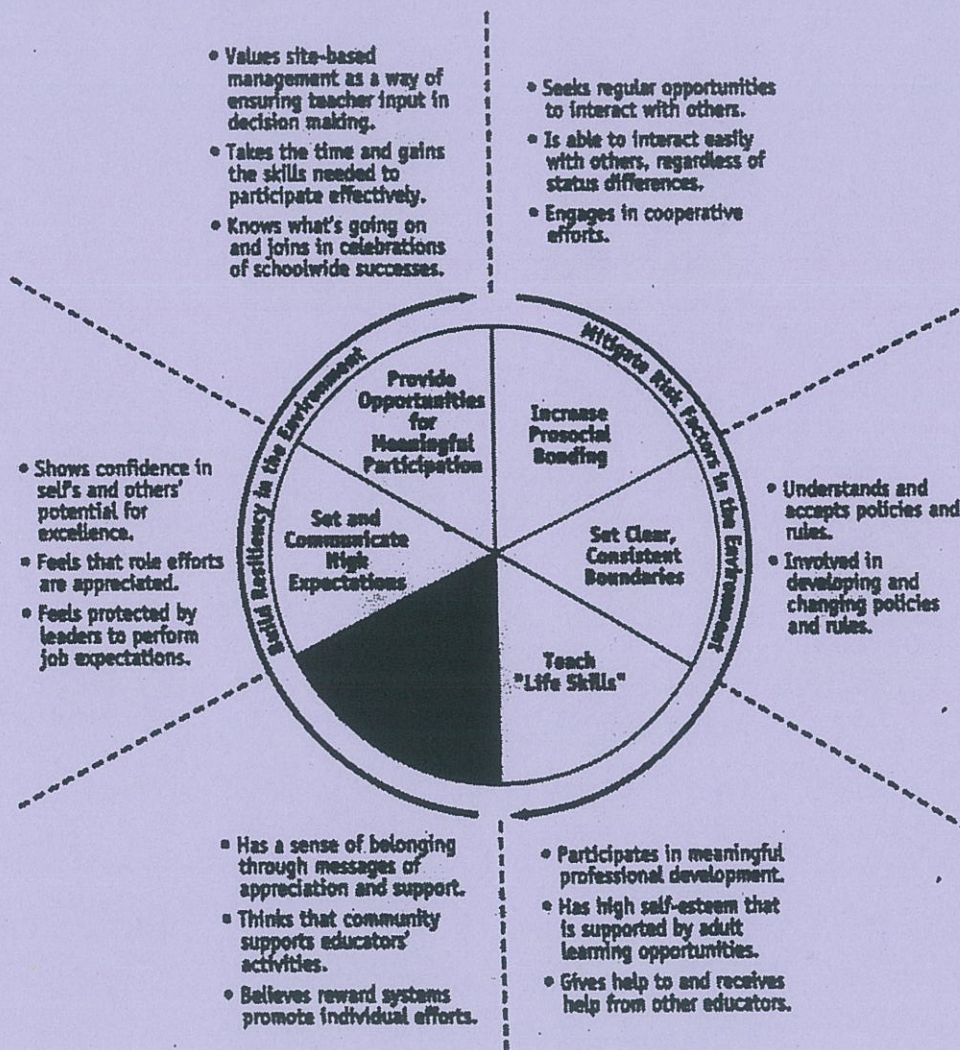 • Values site-based
management as a way of
ensuring teacher input in
decision making.
• Takes the time and gains
the skills needed to
participate effectively.
• Knows what's going on
and joins in celebrations
of schoolwide successes.
• Seeks regular opportunities
to interact with others.
• Is able to interact easily
with others, regardless of
status differences.
• Engages in cooperative
efforts.
Build Resiliency in the Environment
Mitigate Risk Factors in the Environment
Provide
Opportunities
for
Meaningful
Participation
Increase
Prosocial
Bonding
Set and
Communicate
High
Expectations
Set Clear,
Consistent
Boundaries
Teach
"Life Skills"
• Shows confidence in
self's and others'
potential for
excellence.
• Feels that role efforts
are appreciated.
• Feels protected by
leaders to perform
job expectations.
• Understands and
accepts policies and
rules.
• Involved in
developing and
changing policies
and rules.
• Has a sense of belonging
through messages of
appreciation and support.
• Thinks that community
supports educators'
activities.
• Believes reward systems
promote individual efforts.
• Participates in meaningful
professional development.
• Has high self-esteem that
is supported by adult
learning opportunities.
• Gives help to and receives
help from other educators.